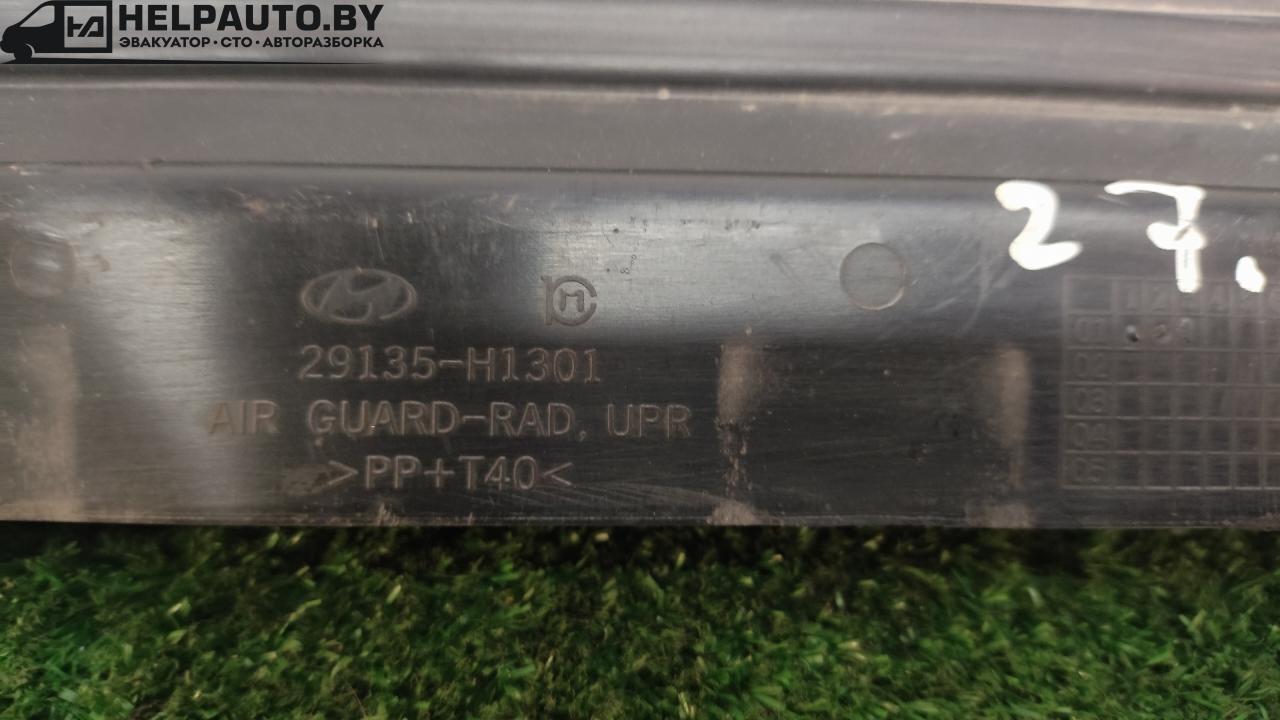 HELPAUTO.BY
ЭВАКУАТОР·СТО·АВТОРАЗБОРКА
27.
29135-H1301
AIR GUARD-RAD, UPR
>PP+T40<
01
02
03
04
05